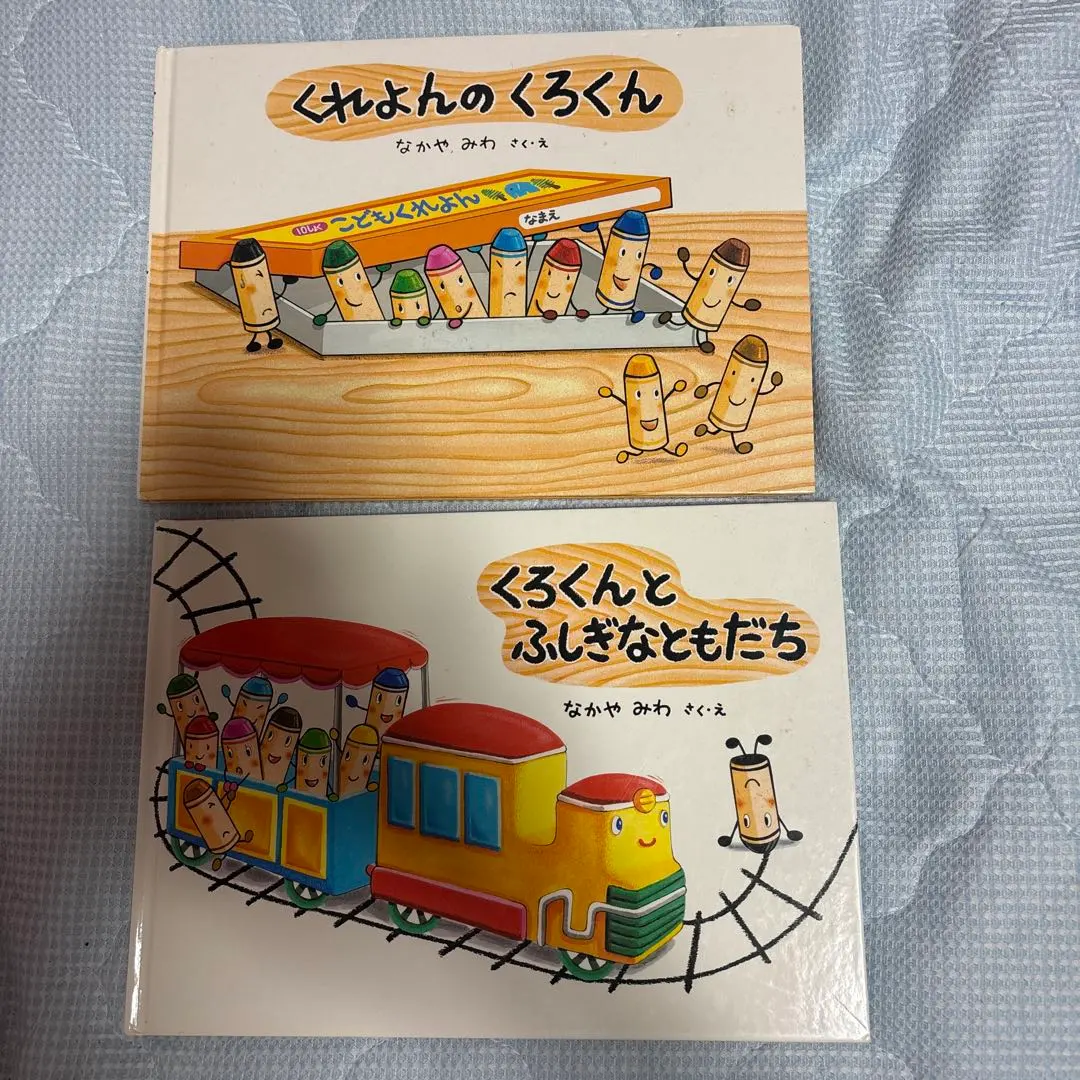 くれよんのくろくん
なかや みわ さく・え
10しょく こどもくれよん
なまえ
くろくんと
ふしぎなともだち
なかや みわ さく・え